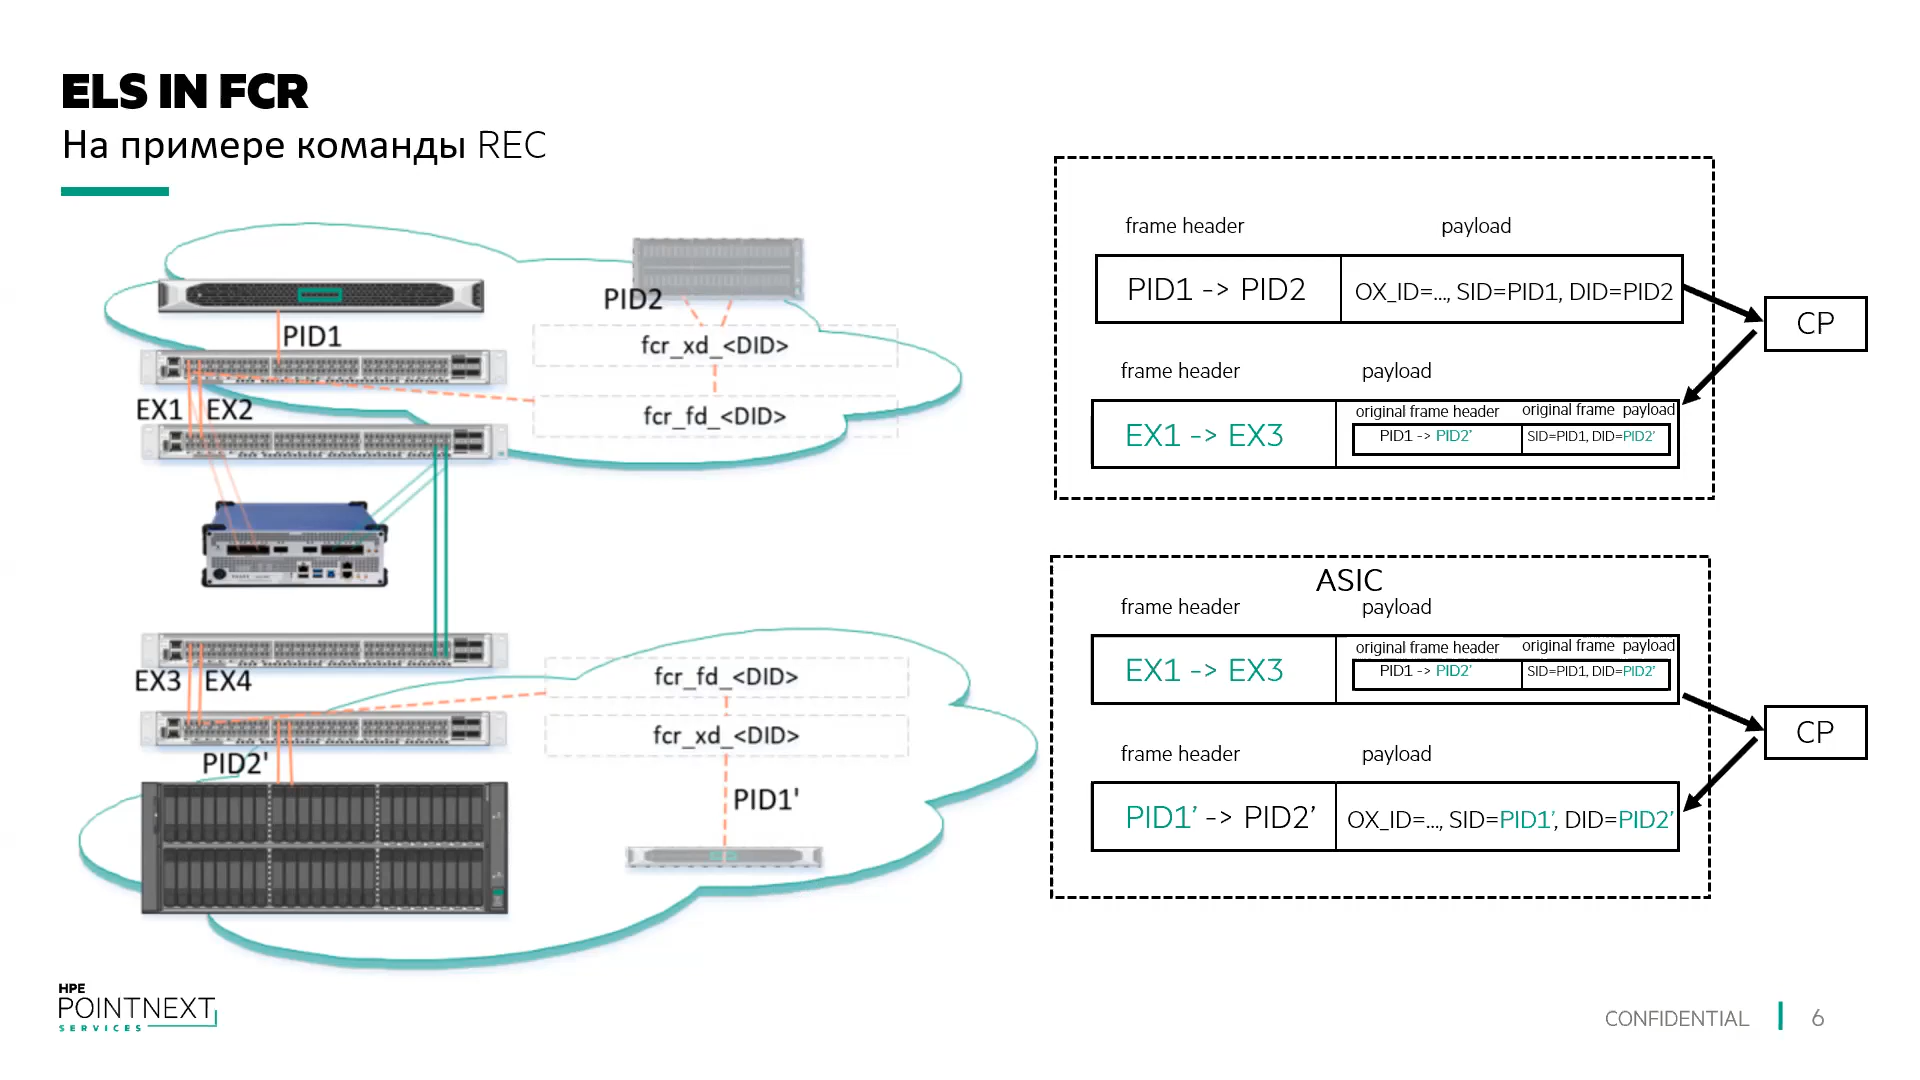 ELS IN FCR
На примере команды REC
PID1
PID2
fcr_xd_<DID>
fcr_fd_<DID>
EX1 EX2
EX3 EX4
fcr_fd_<DID>
fcr_xd_<DID>
PID2'
PID1'
frame header payload
PID1 -> PID2 OX_ID=…, SID=PID1, DID=PID2
CP
frame header payload
EX1 -> EX3
original frame header original frame payload
PID1 -> PID2’ SID=PID1, DID=PID2’
ASIC
frame header payload
EX1 -> EX3
original frame header original frame payload
PID1 -> PID2’ SID=PID1, DID=PID2’
CP
frame header payload
PID1’ -> PID2’ OX_ID=…, SID=PID1’, DID=PID2’
HPE
POINTNEXT
SERVICES
CONFIDENTIAL 6